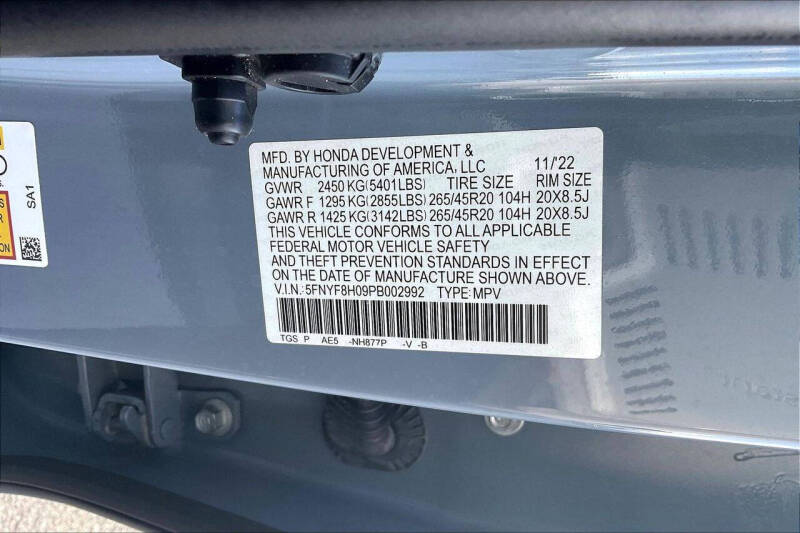 MFD. BY HONDA DEVELOPMENT &
MANUFACTURING OF AMERICA, LLC 11/'22
GVWR 2450 KG(5401LBS) TIRE SIZE RIM SIZE
GAWR F 1295 KG(2855LBS) 265/45R20 104H 20X8.5J
GAWR R 1425 KG(3142LBS) 265/45R20 104H 20X8.5J
THIS VEHICLE CONFORMS TO ALL APPLICABLE
FEDERAL MOTOR VEHICLE SAFETY
AND THEFT PREVENTION STANDARDS IN EFFECT
ON THE DATE OF MANUFACTURE SHOWN ABOVE.
V.I.N.: 5FNYF8H09PB002992 TYPE: MPV
TGS P AE5 -NH877P -V -B
SA1